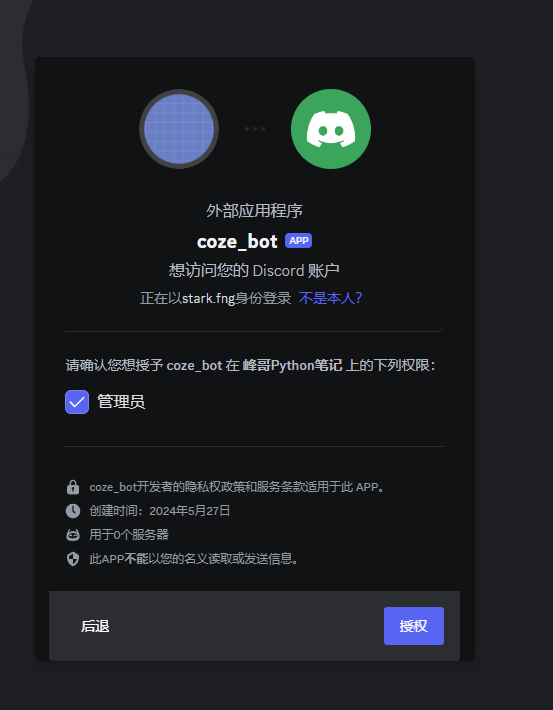 外部应用程序
coze_bot APP
想访问您的 Discord 账户
正在以stark.fng身份登录 不是本人?
请确认您想授予 coze_bot 在 峰哥Python笔记 上的下列权限：
管理员
coze_bot开发者的隐私权政策和服务条款适用于此 APP。
创建时间：2024年5月27日
用于0个服务器
此APP不能以您的名义读取或发送信息。
后退 授权